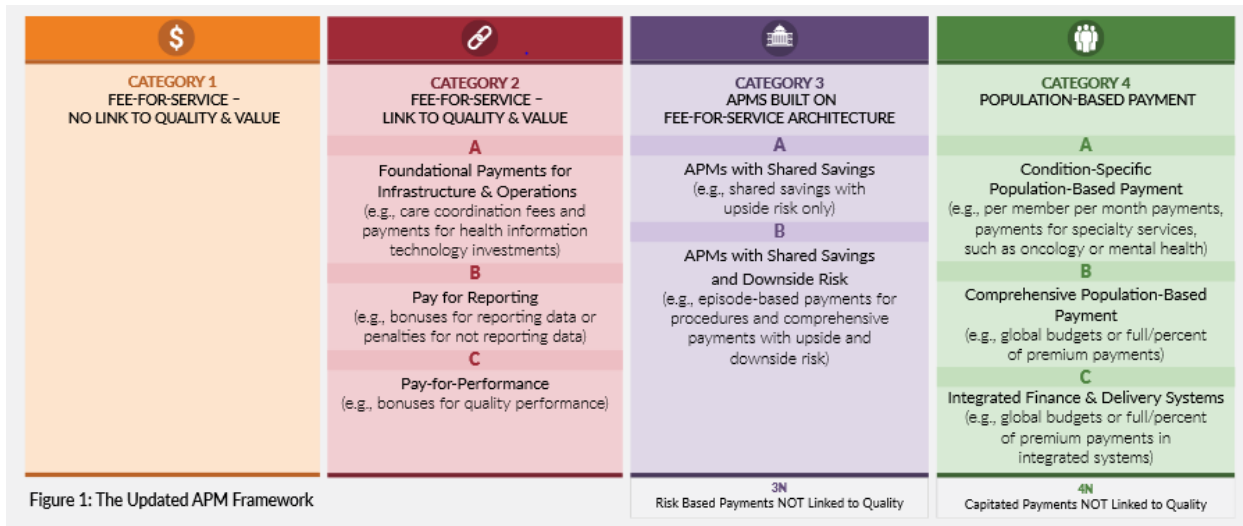 $
CATEGORY 1
FEE-FOR-SERVICE –
NO LINK TO QUALITY & VALUE
CATEGORY 2
FEE-FOR-SERVICE –
LINK TO QUALITY & VALUE
A
Foundational Payments for
Infrastructure & Operations
(e.g., care coordination fees and
payments for health information
technology investments)
B
Pay for Reporting
(e.g., bonuses for reporting data or
penalties for not reporting data)
C
Pay-for-Performance
(e.g., bonuses for quality performance)
CATEGORY 3
APMS BUILT ON
FEE-FOR-SERVICE ARCHITECTURE
A
APMs with Shared Savings
(e.g., shared savings with
upside risk only)
B
APMs with Shared Savings
and Downside Risk
(e.g., episode-based payments for
procedures and comprehensive
payments with upside and
downside risk)
3N
Risk Based Payments NOT Linked to Quality
CATEGORY 4
POPULATION-BASED PAYMENT
A
Condition-Specific
Population-Based Payment
(e.g., per member per month payments,
payments for specialty services,
such as oncology or mental health)
B
Comprehensive Population-Based
Payment
(e.g., global budgets or full/percent
of premium payments)
C
Integrated Finance & Delivery Systems
(e.g., global budgets or full/percent
of premium payments in
integrated systems)
4N
Capitated Payments NOT Linked to Quality
Figure 1: The Updated APM Framework